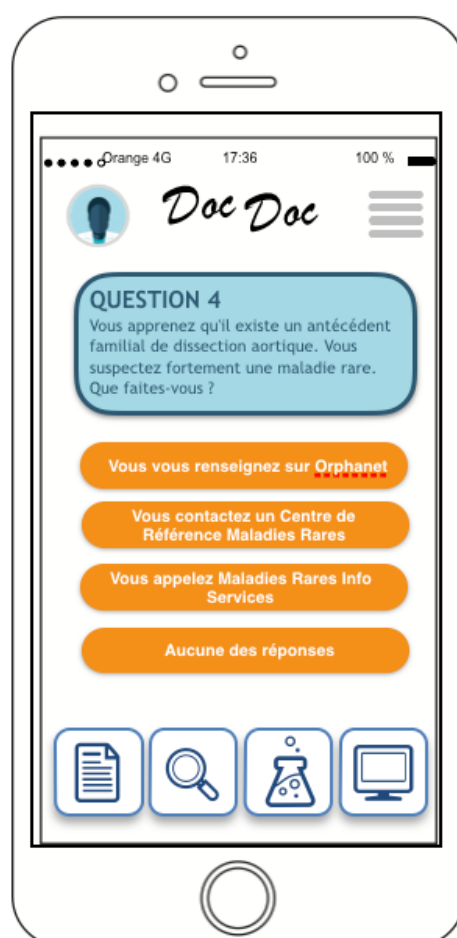 Orange 4G 17:36 100 %
Doc Doc
QUESTION 4
Vous apprenez qu'il existe un antécédent
familial de dissection aortique. Vous
suspectez fortement une maladie rare.
Que faites-vous ?
Vous vous renseignez sur Orphanet
Vous contactez un Centre de
Référence Maladies Rares
Vous appelez Maladies Rares Info
Services
Aucune des réponses